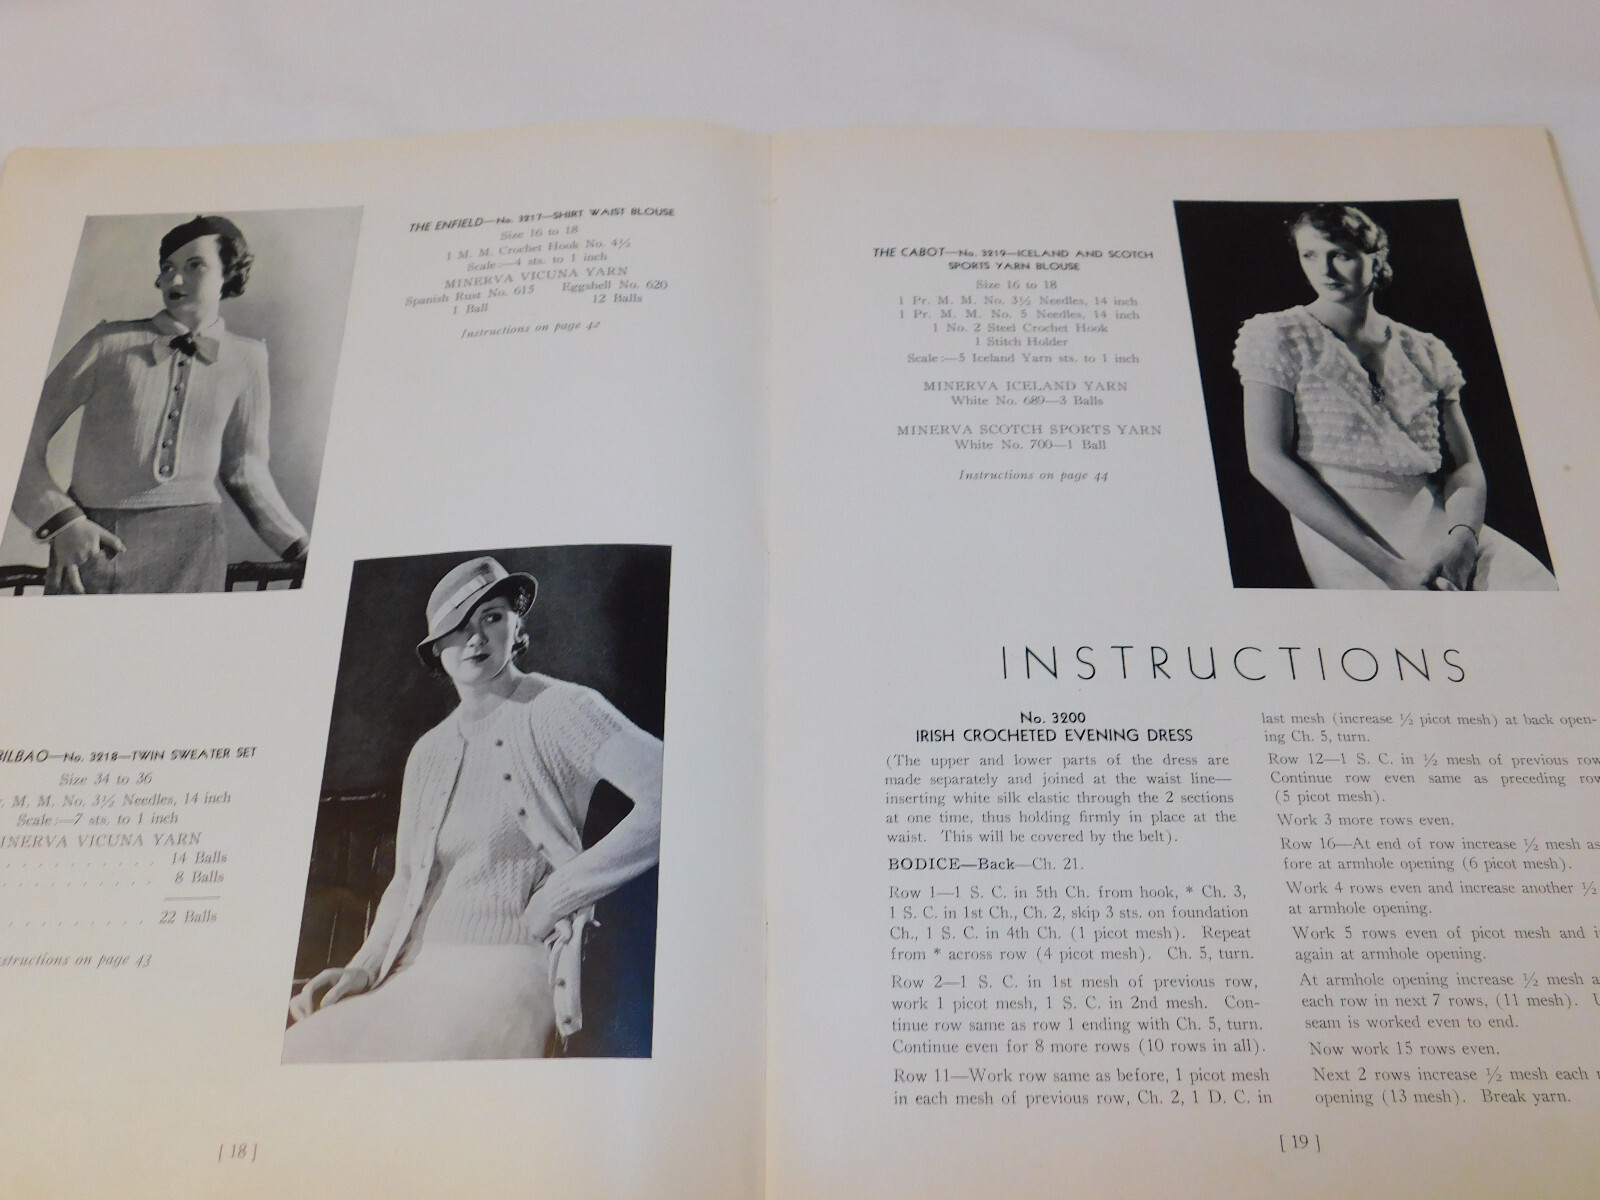 THE ENFIELD—No. 3217—SHIRT WAIST BLOUSE
Size 16 to 18
1 M. M. Crochet Hook No. 4½
Scale:—4 sts. to 1 inch
MINERVA VICUNA YARN
Spanish Rust No. 615 Eggshell No. 620
1 Ball 12 Balls
Instructions on page 42
BILBAO—No. 3218—TWIN SWEATER SET
Size 34 to 36
M. M. No. 3½ Needles, 14 inch
Scale:—7 sts. to 1 inch
MINERVA VICUNA YARN
. . . . . . . . . . . 14 Balls
. . . . . . . . . . . 8 Balls
. . . . . . . . . . . 22 Balls
structions on page 43
[ 18 ]
THE CABOT—No. 3219—ICELAND AND SCOTCH
SPORTS YARN BLOUSE
Size 16 to 18
1 Pr. M. M. No. 3½ Needles, 14 inch
1 Pr. M. M. No. 5 Needles, 14 inch
1 No. 2 Steel Crochet Hook
1 Stitch Holder
Scale:—5 Iceland Yarn sts. to 1 inch
MINERVA ICELAND YARN
White No. 689—3 Balls
MINERVA SCOTCH SPORTS YARN
White No. 700—1 Ball
Instructions on page 44
INSTRUCTIONS
No. 3200
IRISH CROCHETED EVENING DRESS
(The upper and lower parts of the dress are
made separately and joined at the waist line—
inserting white silk elastic through the 2 sections
at one time, thus holding firmly in place at the
waist. This will be covered by the belt).
BODICE—Back—Ch. 21.
Row 1—1 S. C. in 5th Ch. from hook, * Ch. 3,
1 S. C. in 1st Ch., Ch. 2, skip 3 sts. on foundation
Ch., 1 S. C. in 4th Ch. (1 picot mesh). Repeat
from * across row (4 picot mesh). Ch. 5, turn.
Row 2—1 S. C. in 1st mesh of previous row,
work 1 picot mesh, 1 S. C. in 2nd mesh. Con-
tinue row same as row 1 ending with Ch. 5, turn.
Continue even for 8 more rows (10 rows in all).
Row 11—Work row same as before, 1 picot mesh
in each mesh of previous row, Ch. 2, 1 D. C. in
last mesh (increase ½ picot mesh) at back open-
ing Ch. 5, turn.
Row 12—1 S. C. in ½ mesh of previous row
Continue row even same as preceding row
(5 picot mesh).
Work 3 more rows even.
Row 16—At end of row increase ½ mesh as
fore at armhole opening (6 picot mesh).
Work 4 rows even and increase another ½
at armhole opening.
Work 5 rows even of picot mesh and
again at armhole opening.
At armhole opening increase ½ mesh
each row in next 7 rows, (11 mesh).
seam is worked even to end.
Now work 15 rows even.
Next 2 rows increase ½ mesh each
opening (13 mesh). Break yarn.
[ 19 ]